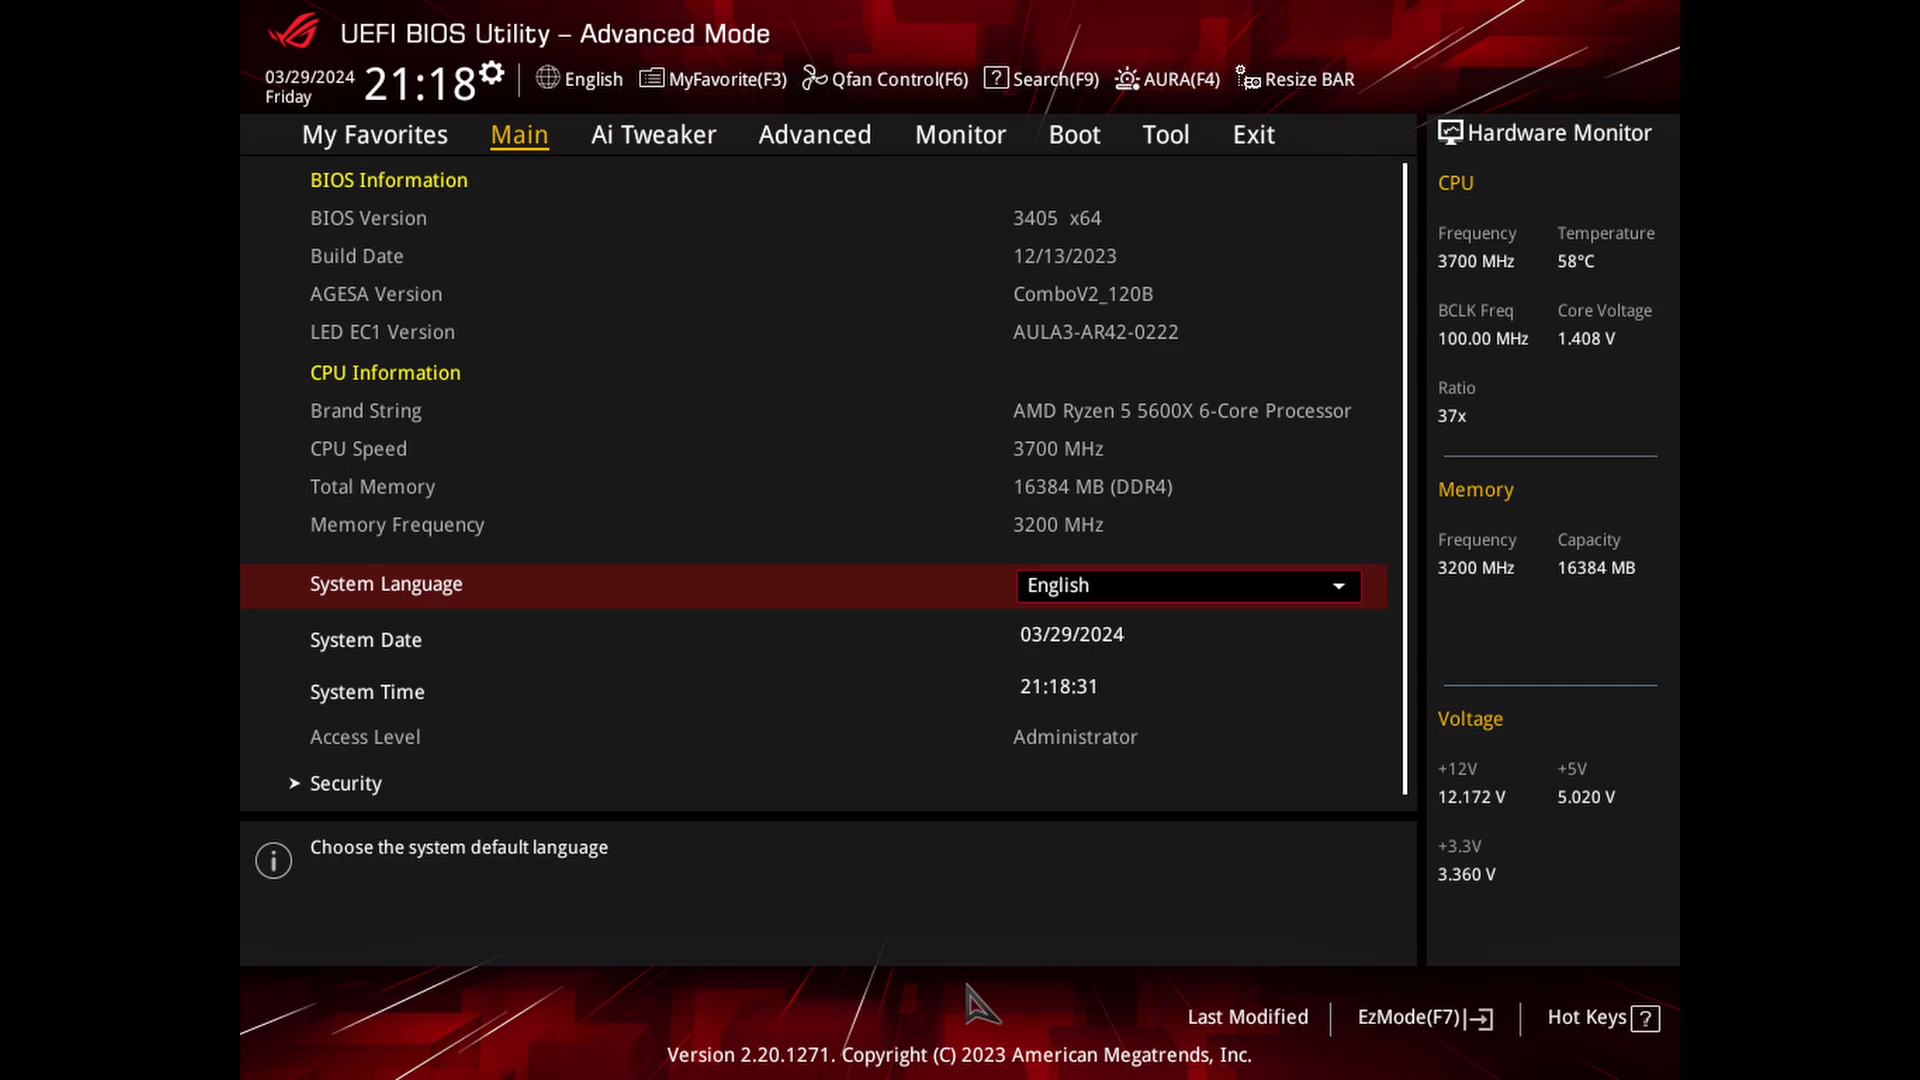 UEFI BIOS Utility – Advanced Mode
03/29/2024
Friday
21:18
English
MyFavorite(F3)
Qfan Control(F6)
? Search(F9)
AURA(F4)
Resize BAR
My Favorites Main Ai Tweaker Advanced Monitor Boot Tool Exit
BIOS Information
BIOS Version 3405 x64
Build Date 12/13/2023
AGESA Version ComboV2_120B
LED EC1 Version AULA3-AR42-0222
CPU Information
Brand String AMD Ryzen 5 5600X 6-Core Processor
CPU Speed 3700 MHz
Total Memory 16384 MB (DDR4)
Memory Frequency 3200 MHz
System Language English
System Date 03/29/2024
System Time 21:18:31
Access Level Administrator
Security
i Choose the system default language
Hardware Monitor
CPU
Frequency Temperature
3700 MHz 58°C
BCLK Freq Core Voltage
100.00 MHz 1.408 V
Ratio
37x
Memory
Frequency Capacity
3200 MHz 16384 MB
Voltage
+12V +5V
12.172 V 5.020 V
+3.3V
3.360 V
Last Modified
EzMode(F7)
Hot Keys ?
Version 2.20.1271. Copyright (C) 2023 American Megatrends, Inc.